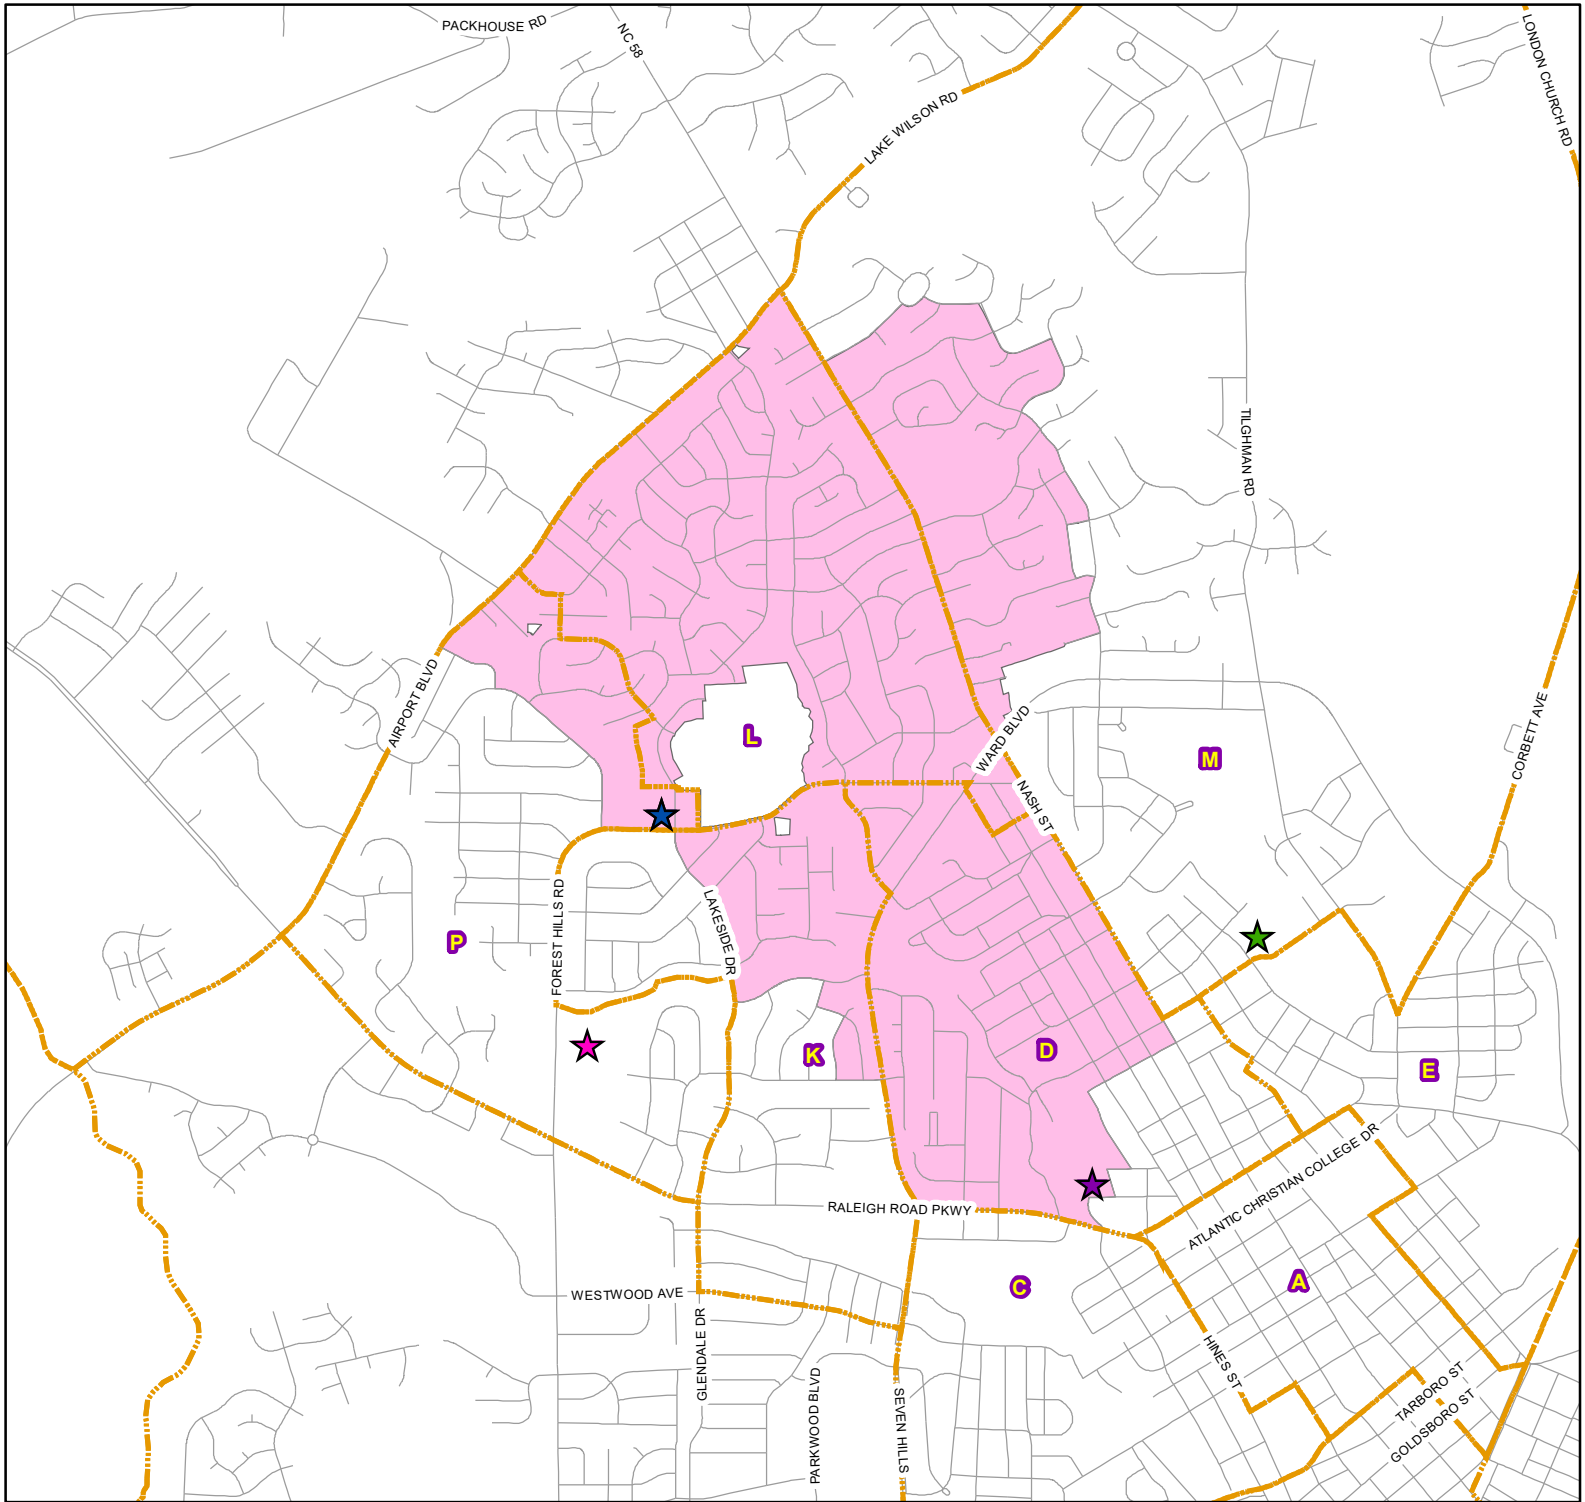 PACKHOUSE RD
NC 58
LONDON CHURCH RD
LAKE WILSON RD
TILGHMAN RD
AIRPORT BLVD
WARD BLVD
CORBETT AVE
L
M
NASH ST
FOREST HILLS RD
LAKESIDE DR
P
K
D
E
ATLANTIC CHRISTIAN COLLEGE DR
RALEIGH ROAD PKWY
C
A
WESTWOOD AVE
GLENDALE DR
HINES ST
PARKWOOD BLVD
SEVEN HILLS
TARBORO ST
GOLDSBORO ST